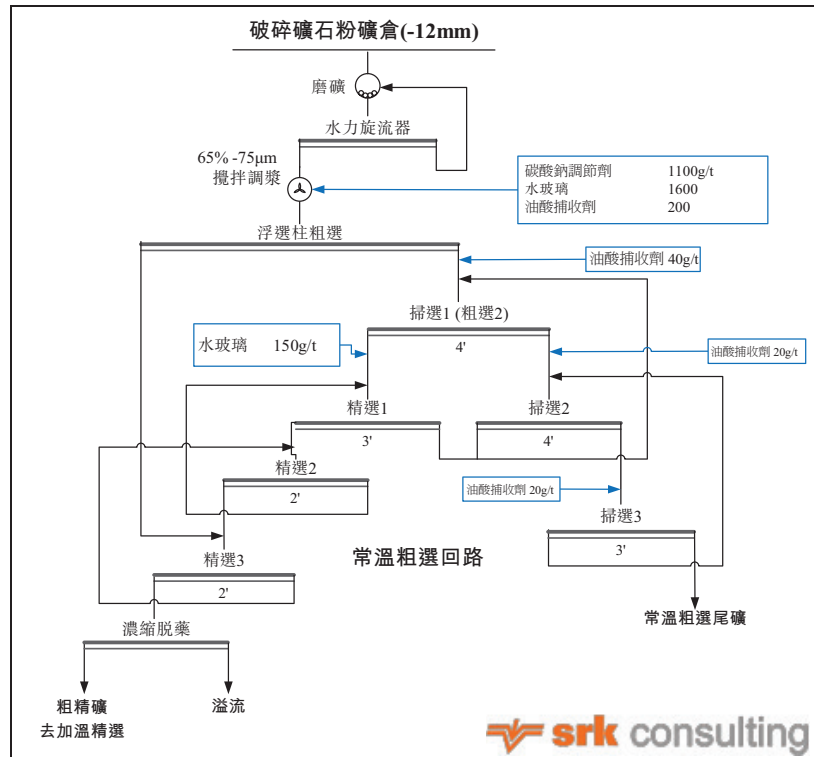 破碎礦石粉礦倉(-12mm)
磨礦
水力旋流器
65% -75μm
攪拌調漿
碳酸鈉調節劑 1100g/t
水玻璃 1600
油酸捕收劑 200
浮選柱粗選
油酸捕收劑 40g/t
掃選1 (粗選2)
水玻璃 150g/t
4'
油酸捕收劑 20g/t
精選1
掃選2
3'
4'
精選2
油酸捕收劑 20g/t
2'
掃選3
精選3
常溫粗選回路
3'
2'
常溫粗選尾礦
濃縮脱藥
粗精礦
去加溫精選
溢流
srk consulting